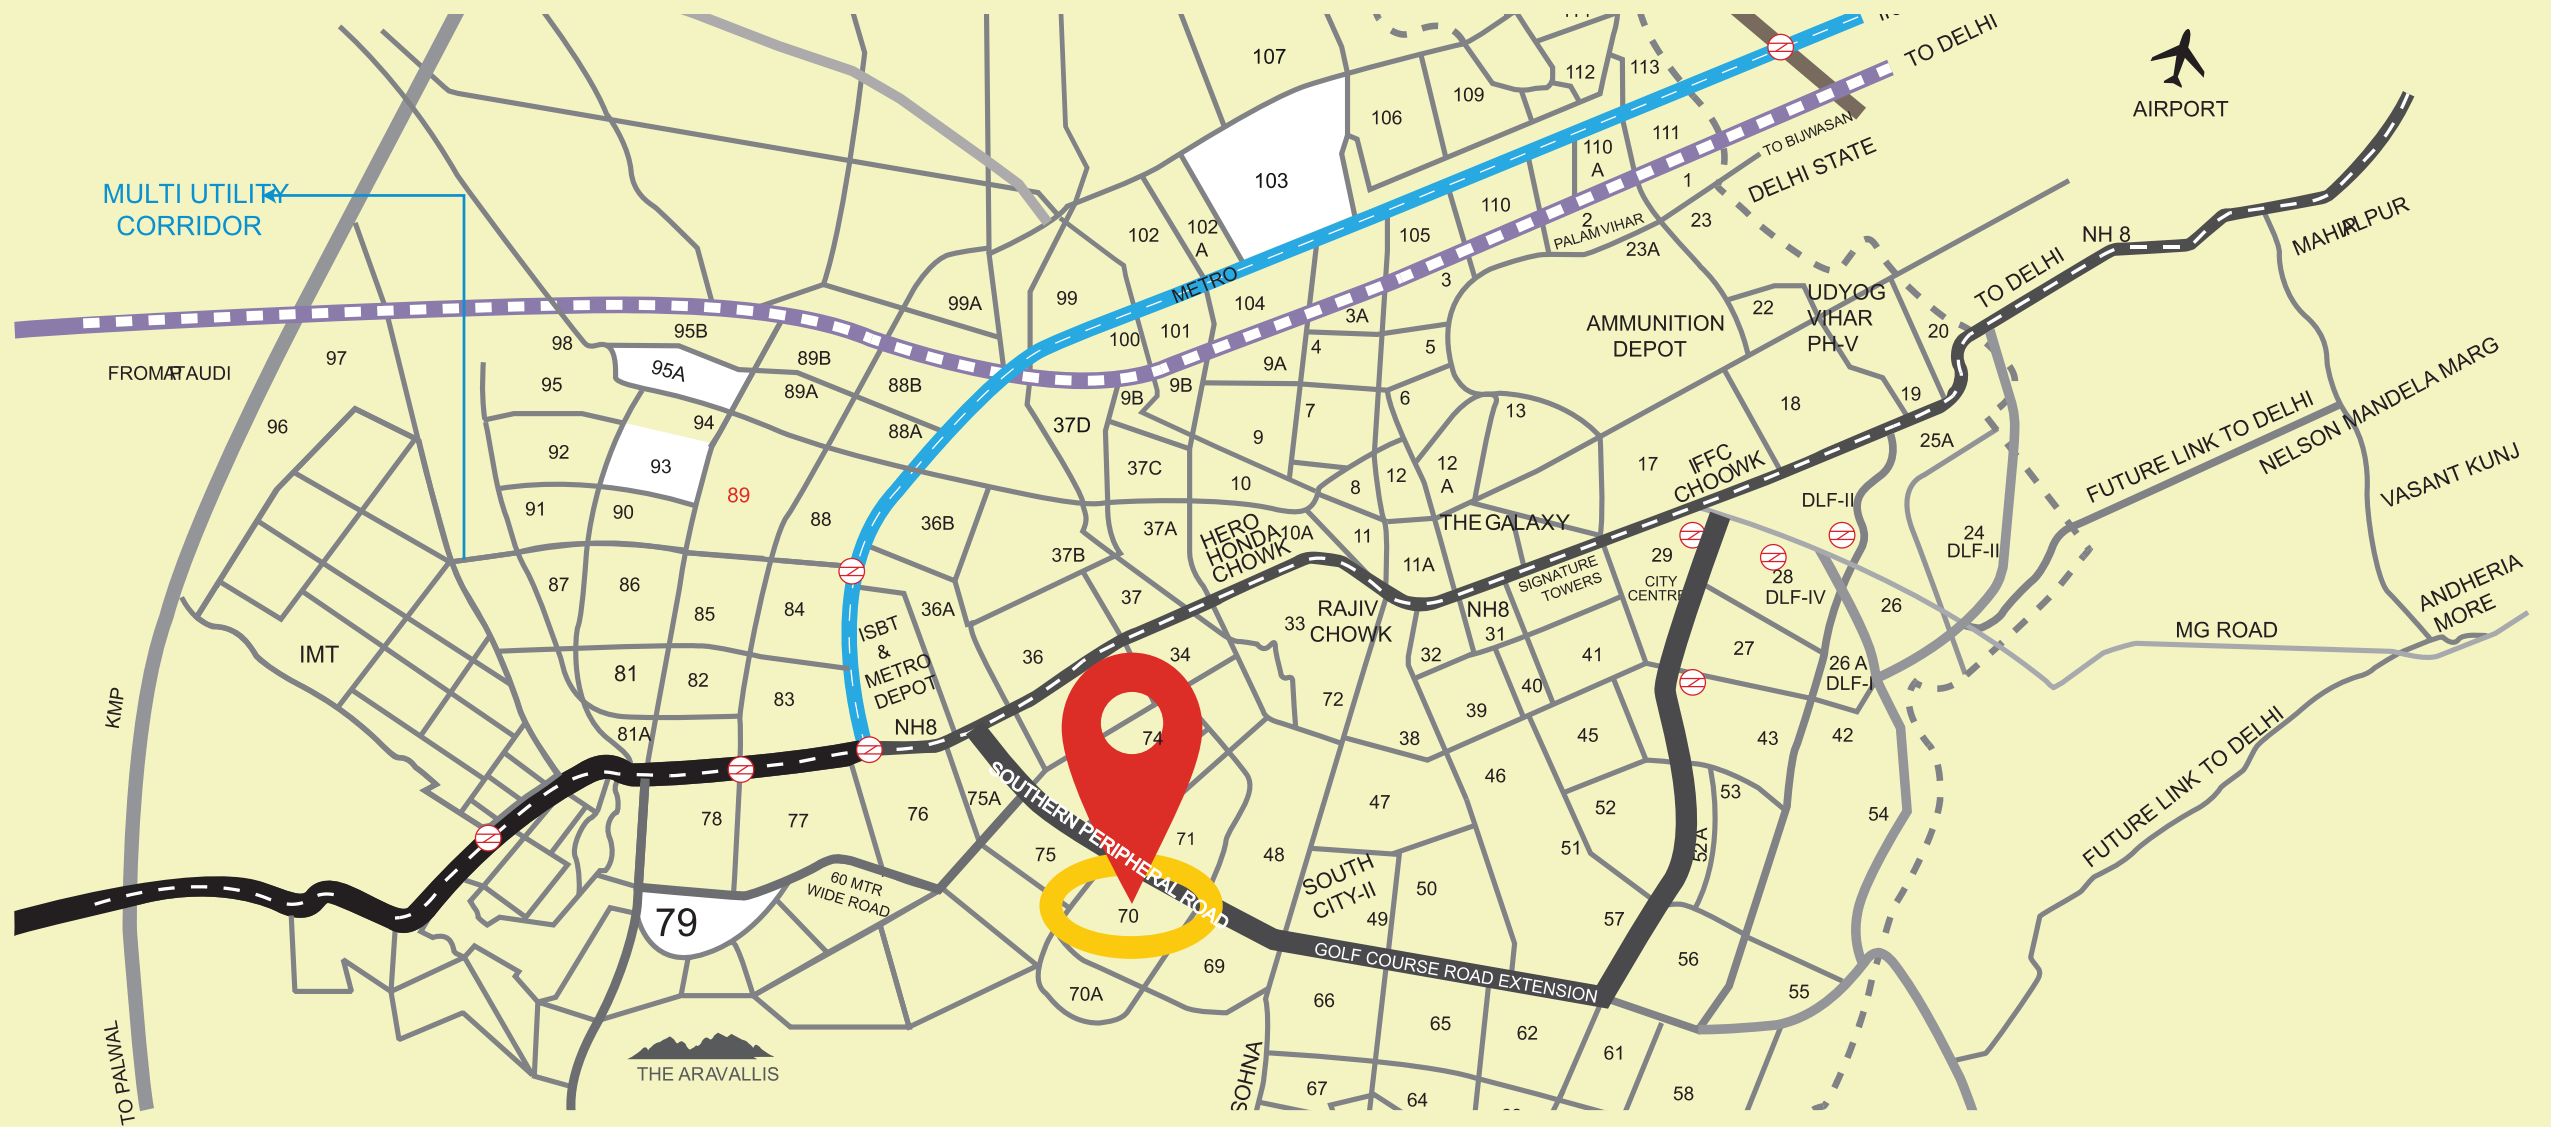 107
112
113
TO DELHI
AIRPORT
109
106
111
TO BIJWASAN
DELHI STATE
110
A
103
1
MULTI UTILITY
CORRIDOR
102
102
A
105
110
2
PALAM VIHAR
23
23A
NH 8
MAHIPALPUR
TO DELHI
METRO
99A
99
104
3
3A
22
UDYOG
VIHAR
PH-V
20
AMMUNITION
DEPOT
95B
98
97
100
101
4
5
9A
89B
FROM PATAUDI
95A
95
89A
88B
9B
9B
6
7
13
18
19
96
94
88A
37D
9
25A
FUTURE LINK TO DELHI
NELSON MANDELA MARG
92
93
37C
10
8
12
12
A
17
IFFC
CHOOWK
VASANT KUNJ
89
91
90
88
36B
37A
HERO
HONDA
CHOWK
10A
11
THE GALAXY
DLF-II
24
DLF-II
37B
11A
29
CITY
CENTRE
SIGNATURE
TOWERS
28
DLF-IV
26
87
86
85
84
36A
37
33
RAJIV
CHOWK
NH8
31
ANDHERIA
MORE
MG ROAD
ISBT
&
METRO
DEPOT
IMT
81
82
83
36
34
32
41
27
26 A
DLF-I
40
72
39
KMP
81A
NH8
74
38
45
43
42
46
FUTURE LINK TO DELHI
SOUTHERN PERIPHERAL ROAD
75A
47
52
53
54
78
77
76
71
75
48
51
52A
60 MTR
WIDE ROAD
SOUTH
CITY-II
50
49
57
79
70
69
GOLF COURSE ROAD EXTENSION
56
55
70A
66
65
62
61
TO PALWAL
THE ARAVALLIS
SOHNA
67
64
58